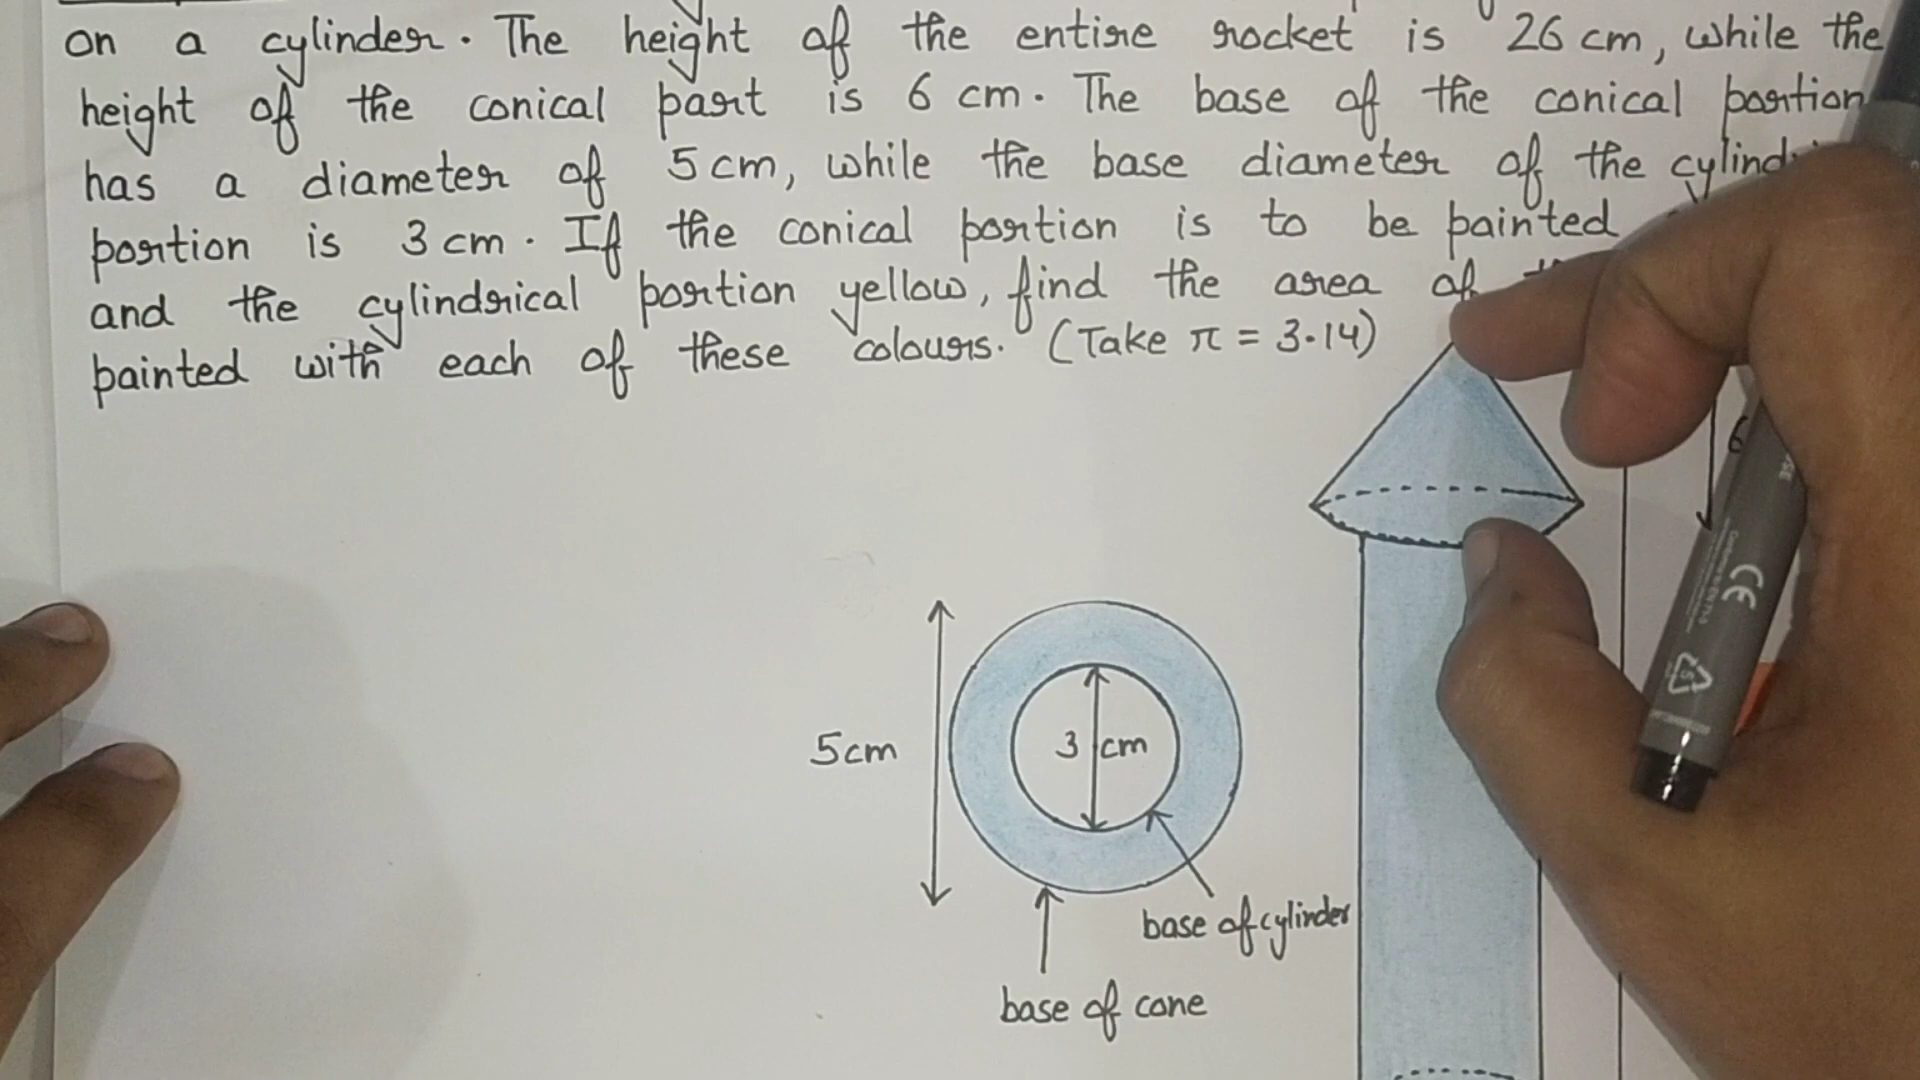 on a cylinder. The height of the entire rocket is 26 cm, while the
height of the conical part is 6 cm. The base of the conical portion
has a diameter of 5 cm, while the base diameter of the
portion is 3 cm. If the conical portion is to be painted
and the cylindrical portion yellow, find the area of
painted with each of these colours. (Take π = 3.14)
6
CE
5cm
3 cm
base of cylinder
base of cone